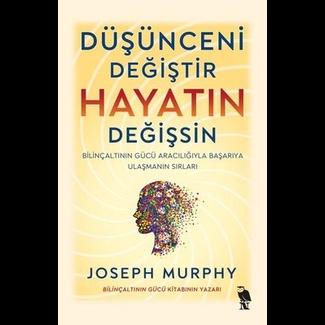 DÜŞÜNCENİ
DEĞİŞTİR
HAYATIN
DEĞİŞSİN
BİLİNÇALTININ GÜCÜ ARACILIĞIYLA BAŞARIYA
ULAŞMANIN SIRLARI
JOSEPH MURPHY
BİLİNÇALTININ GÜCÜ KİTABININ YAZARI